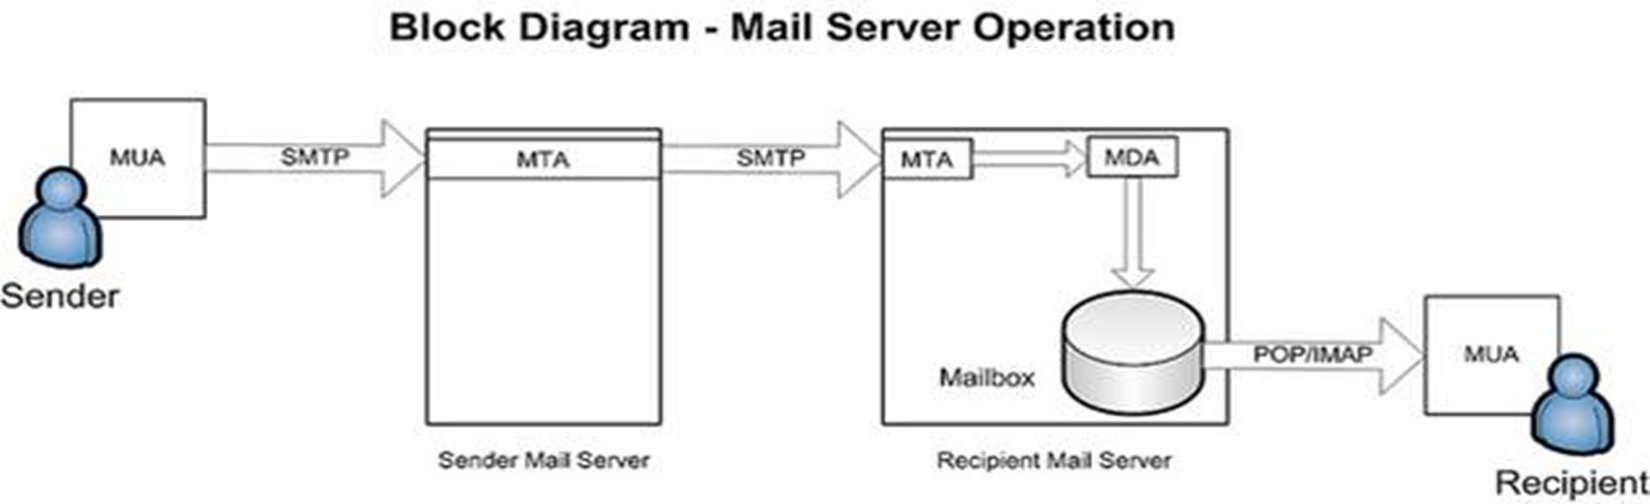 Block Diagram - Mail Server Operation
MUA
SMTP
MTA
SMTP
MTA
MDA
Sender
Mailbox
POP/IMAP
MUA
Sender Mail Server
Recipient Mail Server
Recipient